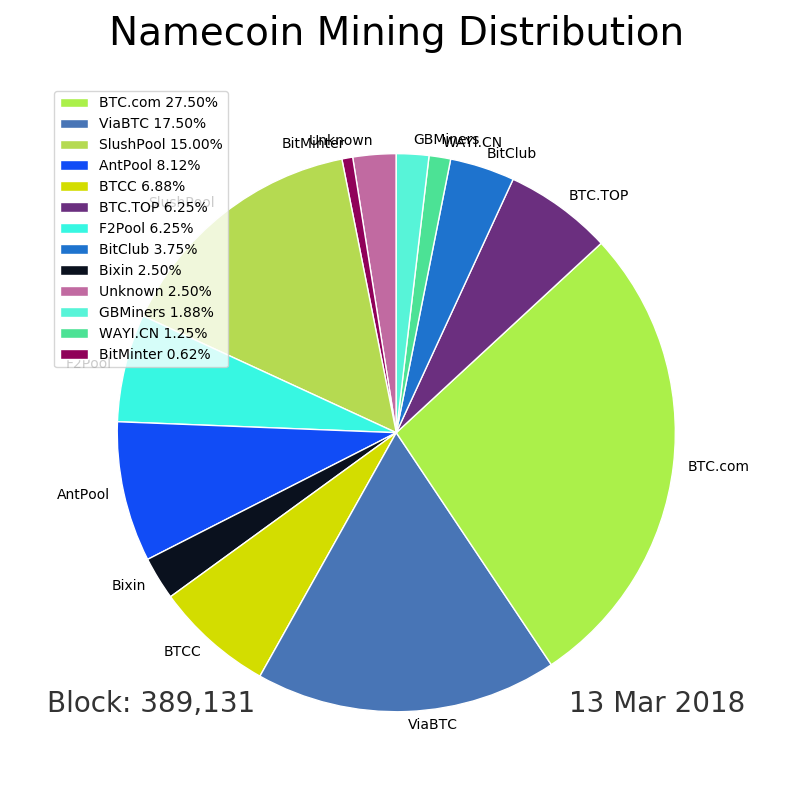 Namecoin Mining Distribution
BTC.com 27.50%
ViaBTC 17.50%
SlushPool 15.00%
AntPool 8.12%
BTCC 6.88%
BTC.TOP 6.25%
F2Pool 6.25%
BitClub 3.75%
Bixin 2.50%
Unknown 2.50%
GBMiners 1.88%
WAYI.CN 1.25%
BitMinter 0.62%
BitMinter
Unknown
GBMiners
WAYI.CN
BitClub
BTC.TOP
SlushPool
F2Pool
BTC.com
AntPool
Bixin
BTCC
ViaBTC
Block: 389,131
13 Mar 2018